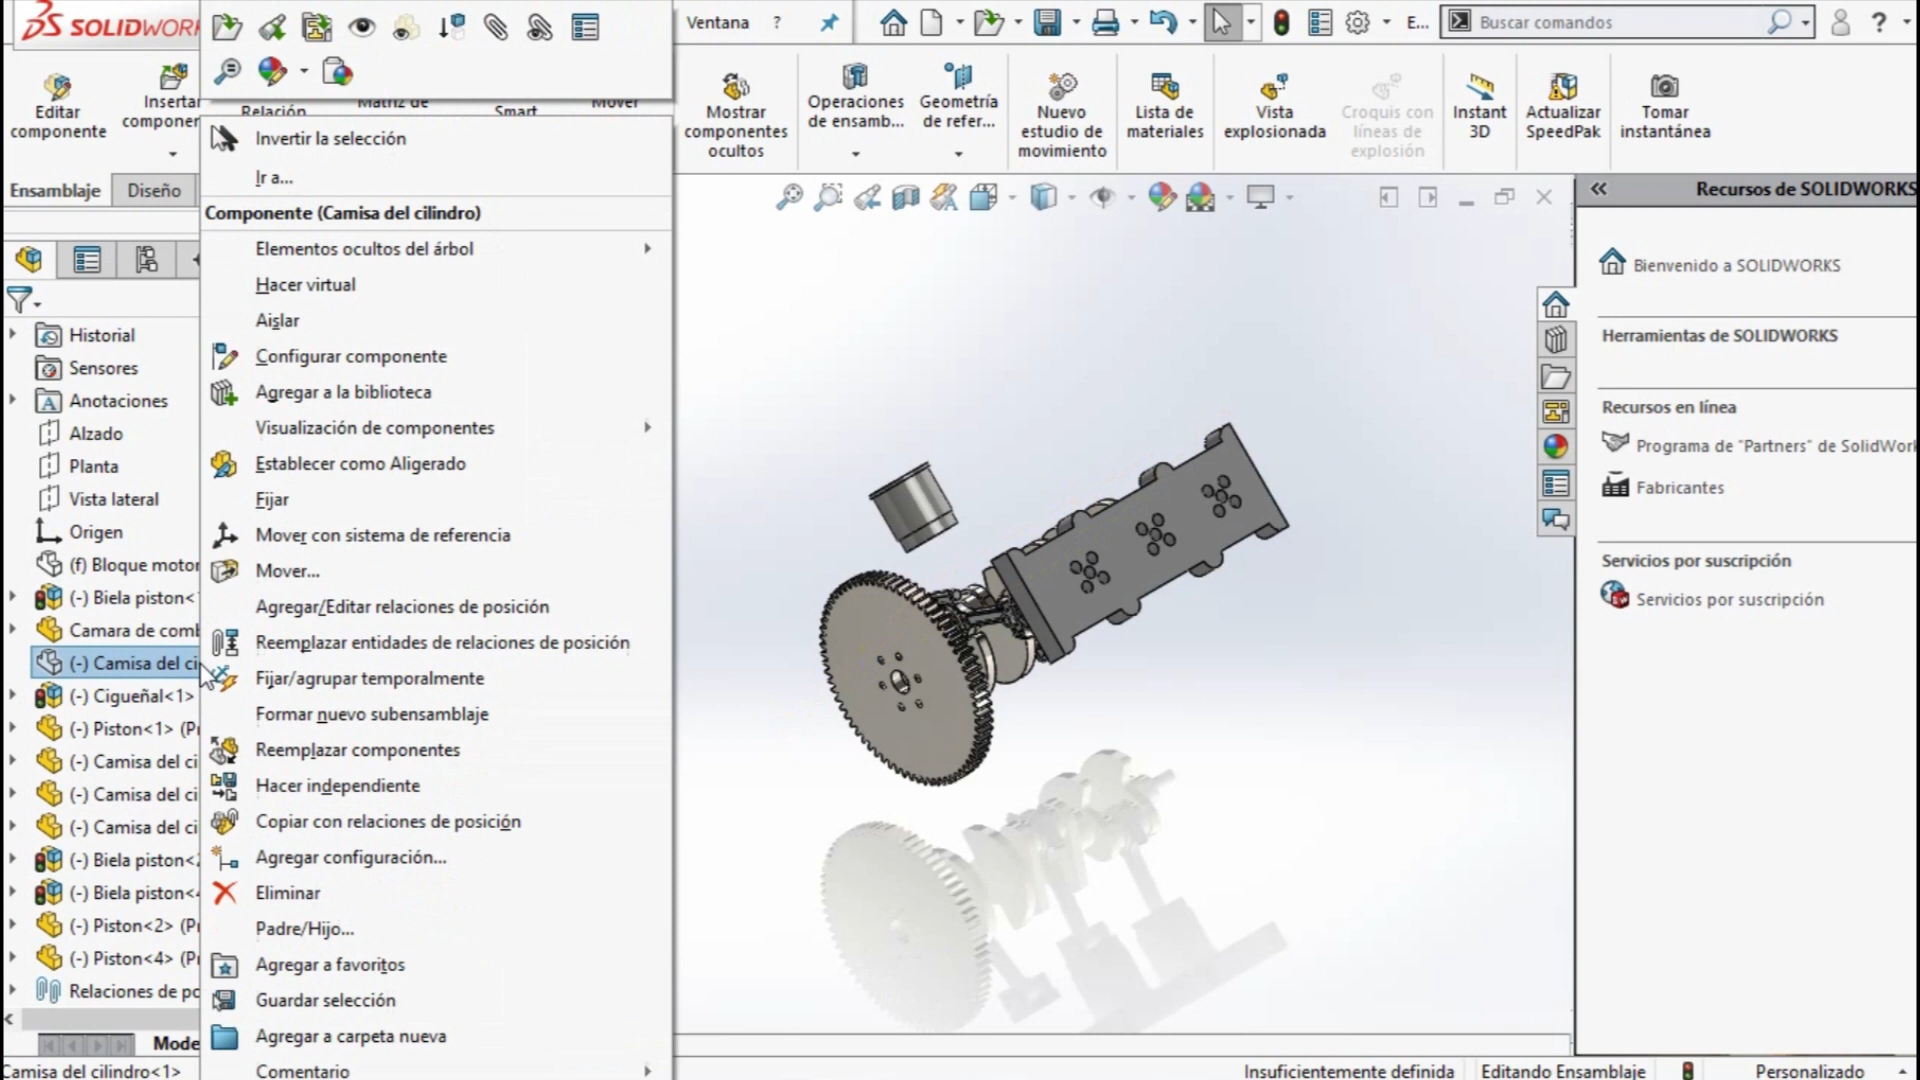 SOLIDWOR
Ventana ?
E...
Buscar comandos
?
Editar
componente
Insertar
componer
Relación
Matriz de
Smart
Mover
Mostrar
componentes
ocultos
Operaciones
de ensamb...
Geometría
de refer...
Nuevo
estudio de
movimiento
Lista de
materiales
Vista
explosionada
Croquis con
líneas de
explosión
Instant
3D
Actualizar
SpeedPak
Tomar
instantánea
Ensamblaje
Diseño
Historial
Sensores
Anotaciones
Alzado
Planta
Vista lateral
Origen
(f) Bloque motor
(-) Biela piston<
Camara de comb
(-) Camisa del ci
(-) Cigueñal<1>
(-) Piston<1> (P
(-) Camisa del ci
(-) Camisa del ci
(-) Camisa del ci
(-) Biela piston<2
(-) Biela piston<4
(-) Piston<2> (P
(-) Piston<4> (P
Relaciones de po
Mode
Camisa del cilindro<1>
Invertir la selección
Ir a...
Componente (Camisa del cilindro)
Elementos ocultos del árbol
Hacer virtual
Aislar
Configurar componente
Agregar a la biblioteca
Visualización de componentes
Establecer como Aligerado
Fijar
Mover con sistema de referencia
Mover...
Agregar/Editar relaciones de posición
Reemplazar entidades de relaciones de posición
Fijar/agrupar temporalmente
Formar nuevo subensamblaje
Reemplazar componentes
Hacer independiente
Copiar con relaciones de posición
Agregar configuración...
Eliminar
Padre/Hijo...
Agregar a favoritos
Guardar selección
Agregar a carpeta nueva
Comentario
Recursos de SOLIDWORKS
Bienvenido a SOLIDWORKS
Herramientas de SOLIDWORKS
Recursos en línea
Programa de "Partners" de SolidWork
Fabricantes
Servicios por suscripción
Servicios por suscripción
Insuficientemente definida
Editando Ensamblaje
Personalizado